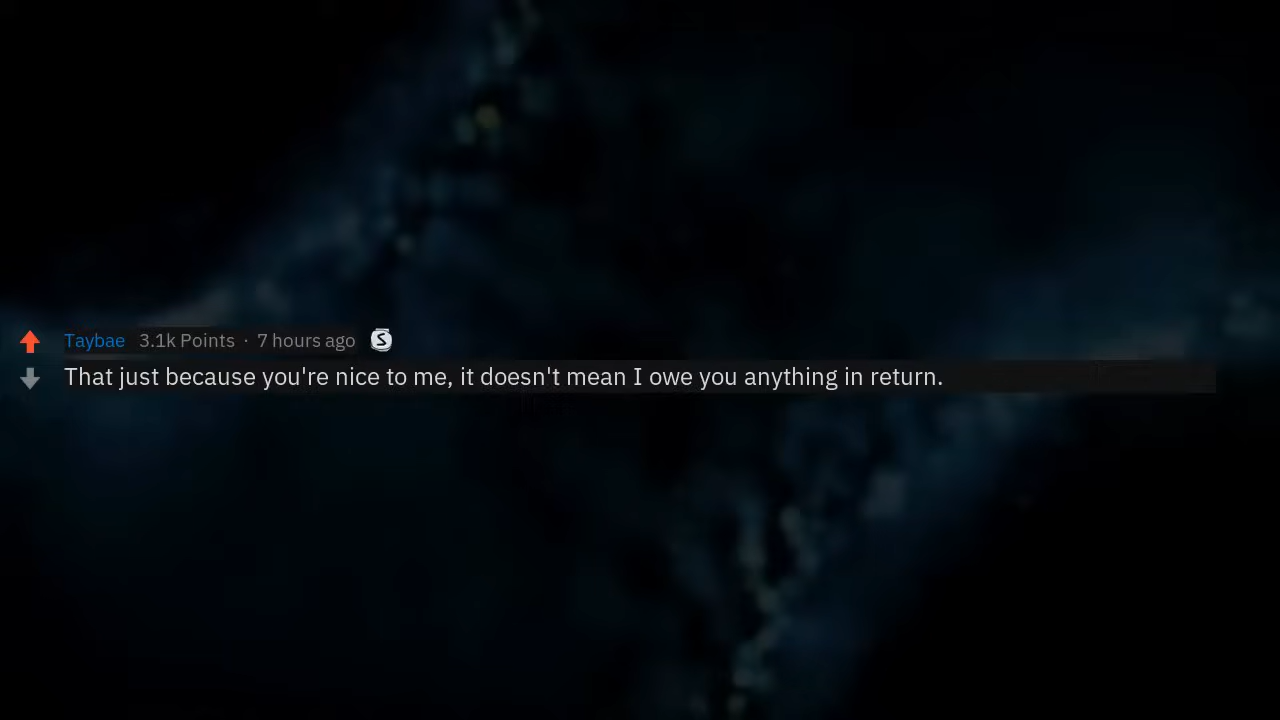 Taybae 3.1k Points · 7 hours ago S
That just because you're nice to me, it doesn't mean I owe you anything in return.